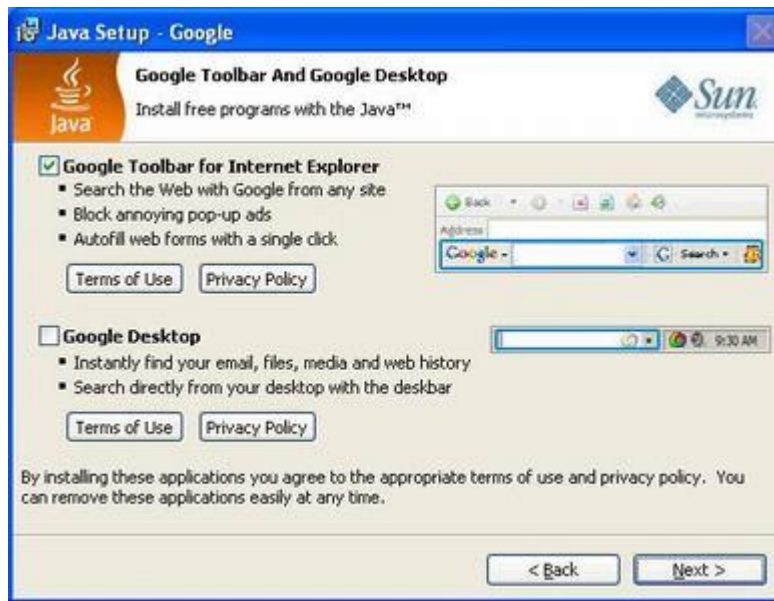 Java Setup - Google
Google Toolbar And Google Desktop
Install free programs with the Java™
Java
Sun
microsystems
Google Toolbar for Internet Explorer
▪ Search the Web with Google from any site
▪ Block annoying pop-up ads
▪ Autofill web forms with a single click
Terms of Use Privacy Policy
Back
Address
Google Search
Google Desktop
▪ Instantly find your email, files, media and web history
▪ Search directly from your desktop with the deskbar
9:30 AM
Terms of Use Privacy Policy
By installing these applications you agree to the appropriate terms of use and privacy policy. You
can remove these applications easily at any time.
< Back Next >